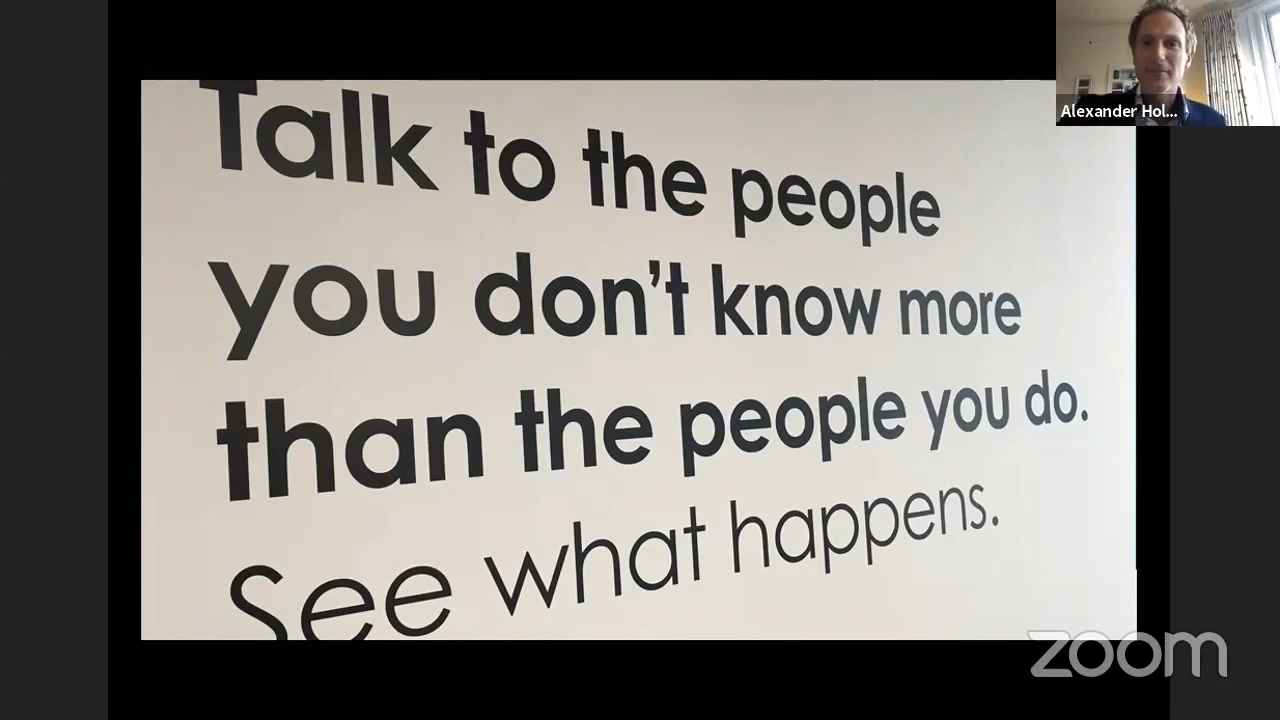 Alexander Hol...
Talk to the people
you don't know more
than the people you do.
See what happens.
zoom